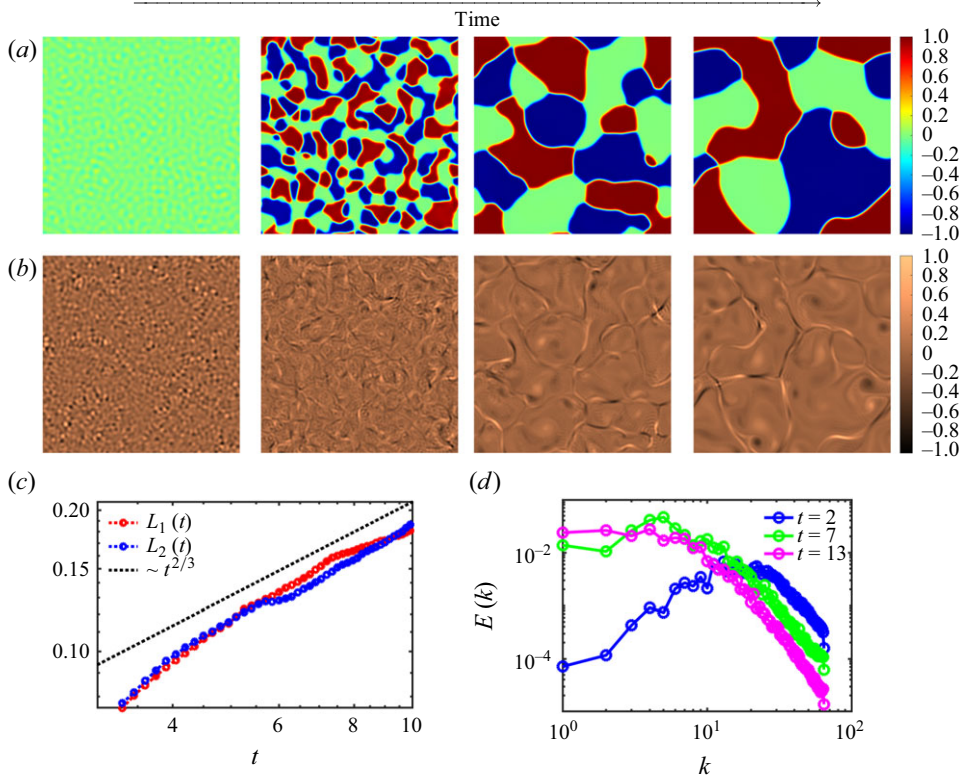 Time
(a)
1.0
0.8
0.6
0.4
0.2
0
–0.2
–0.4
–0.6
–0.8
–1.0
(b)
1.0
0.8
0.6
0.4
0.2
0
–0.2
–0.4
–0.6
–0.8
–1.0
(c)
0.20
0.15
0.10
L₁ (t)
L₂ (t)
~ t^{2/3}
4
6
8
10
t
(d)
10⁻²
10⁻⁴
E (k)
t = 2
t = 7
t = 13
10⁰
10¹
10²
k